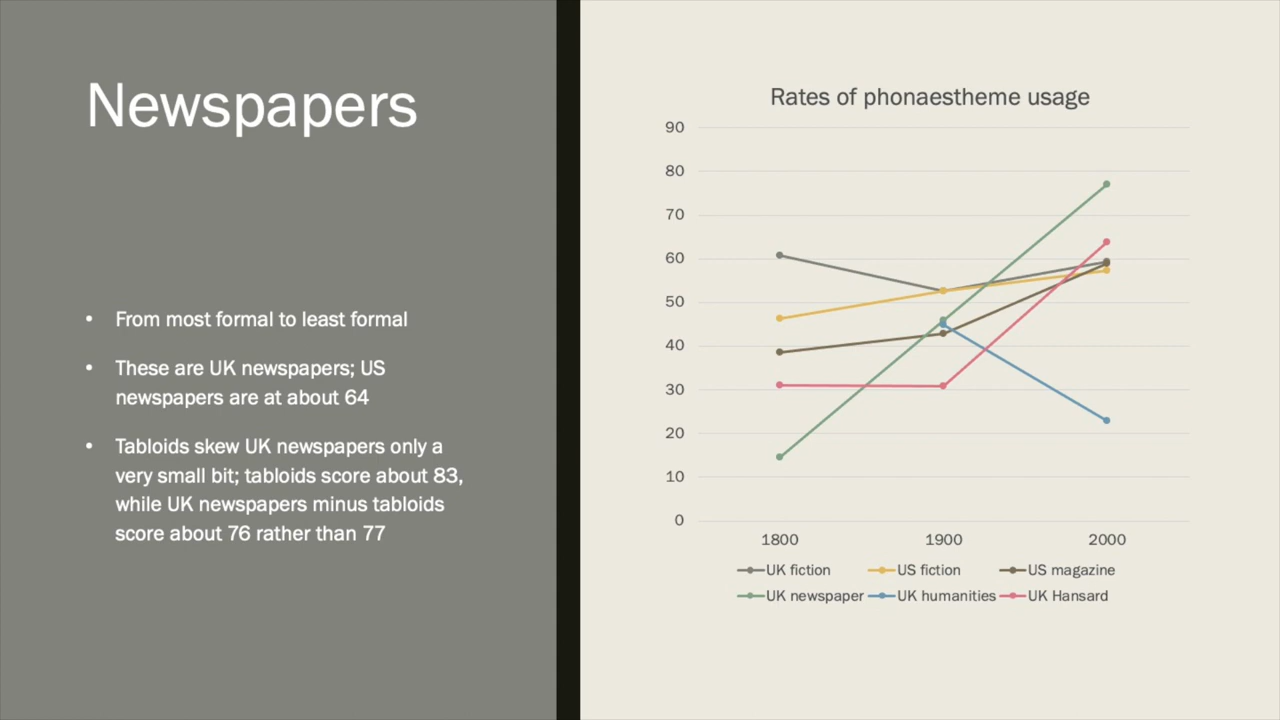 Newspapers
• From most formal to least formal
• These are UK newspapers; US
newspapers are at about 64
• Tabloids skew UK newspapers only a
very small bit; tabloids score about 83,
while UK newspapers minus tabloids
score about 76 rather than 77
Rates of phonaestheme usage
90
80
70
60
50
40
30
20
10
0
1800 1900 2000
UK fiction US fiction US magazine
UK newspaper UK humanities UK Hansard